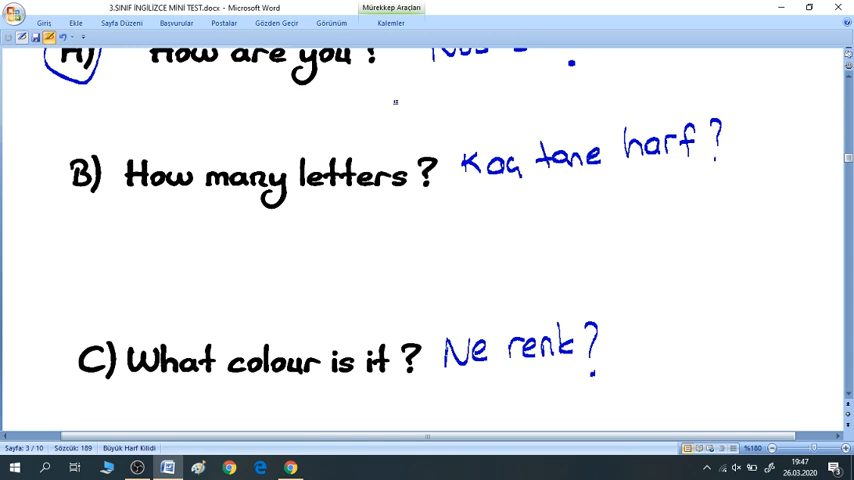 3.SINIF İNGİLİZCE MİNİ TEST.docx - Microsoft Word
Mürekkep Araçları
Giriş Ekle Sayfa Düzeni Başvurular Postalar Gözden Geçir Görünüm Kalemler
A) How are you ?
B) How many letters ? Kaç tane harf ?
C) What colour is it ? Ne renk ?
Sayfa: 3 / 10 Sözcük: 189 Büyük Harf Kilidi %180
19:47
26.03.2020